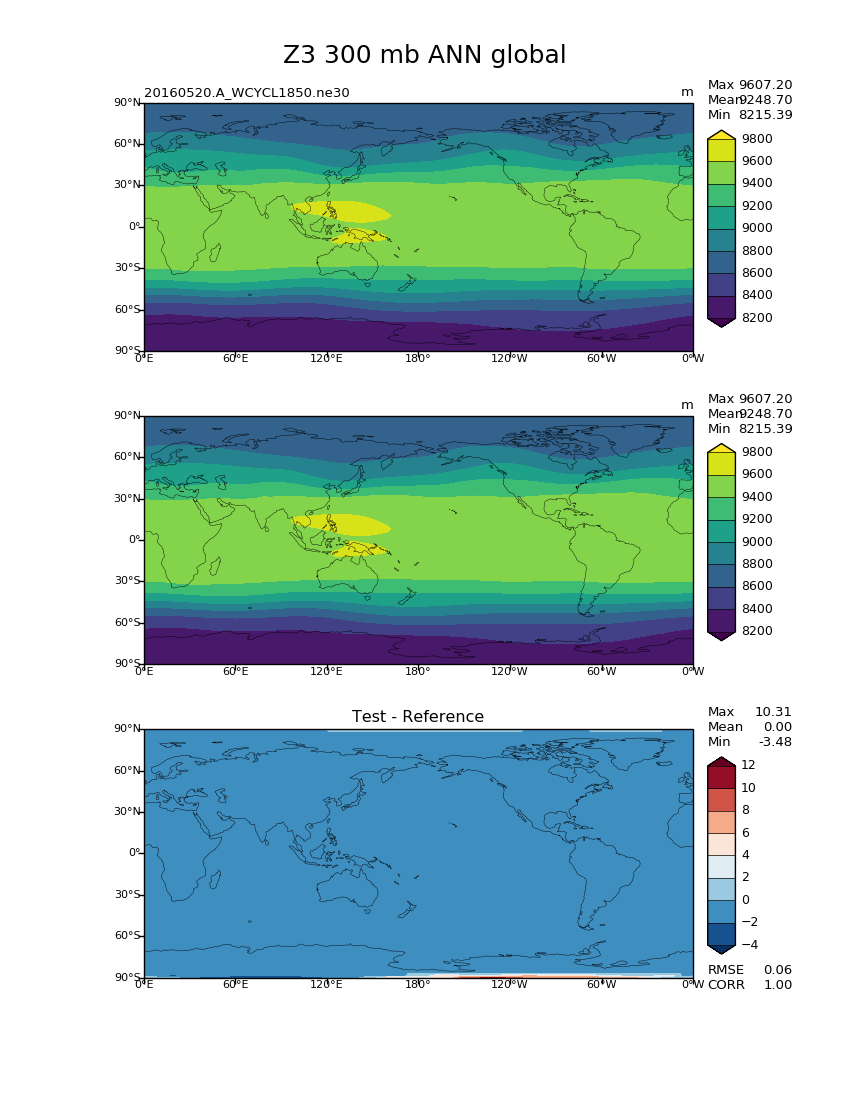 Z3 300 mb ANN global
20160520.A_WCYCL1850.ne30
m
Max 9607.20
Mean 9248.70
Min 8215.39
90°N
60°N
30°N
0°
30°S
60°S
90°S
0°E 60°E 120°E 180° 120°W 60°W 0°W
9800
9600
9400
9200
9000
8800
8600
8400
8200
m
Max 9607.20
Mean 9248.70
Min 8215.39
90°N
60°N
30°N
0°
30°S
60°S
90°S
0°E 60°E 120°E 180° 120°W 60°W 0°W
9800
9600
9400
9200
9000
8800
8600
8400
8200
Test - Reference
Max 10.31
Mean 0.00
Min -3.48
90°N
60°N
30°N
0°
30°S
60°S
90°S
0°E 60°E 120°E 180° 120°W 60°W 0°W
12
10
8
6
4
2
0
−2
−4
RMSE 0.06
CORR 1.00